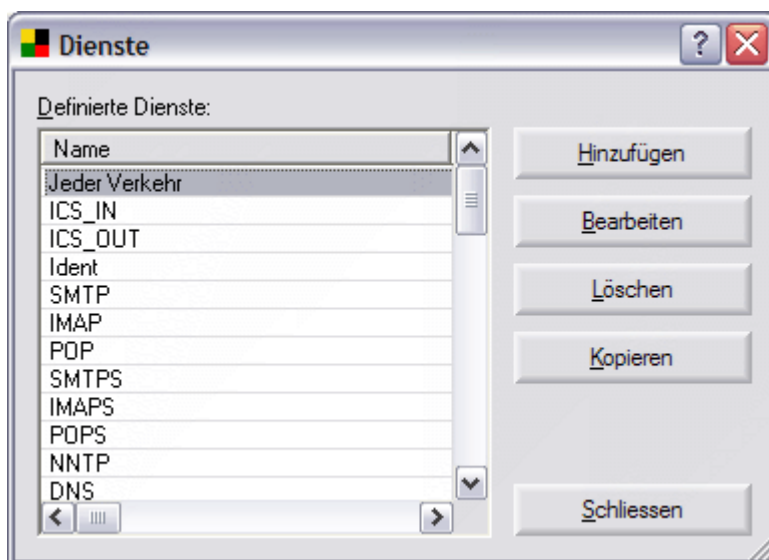 Dienste
Definierte Dienste:
Name
Jeder Verkehr
ICS_IN
ICS_OUT
Ident
SMTP
IMAP
POP
SMTPS
IMAPS
POPS
NNTP
DNS
Hinzufügen
Bearbeiten
Löschen
Kopieren
Schliessen